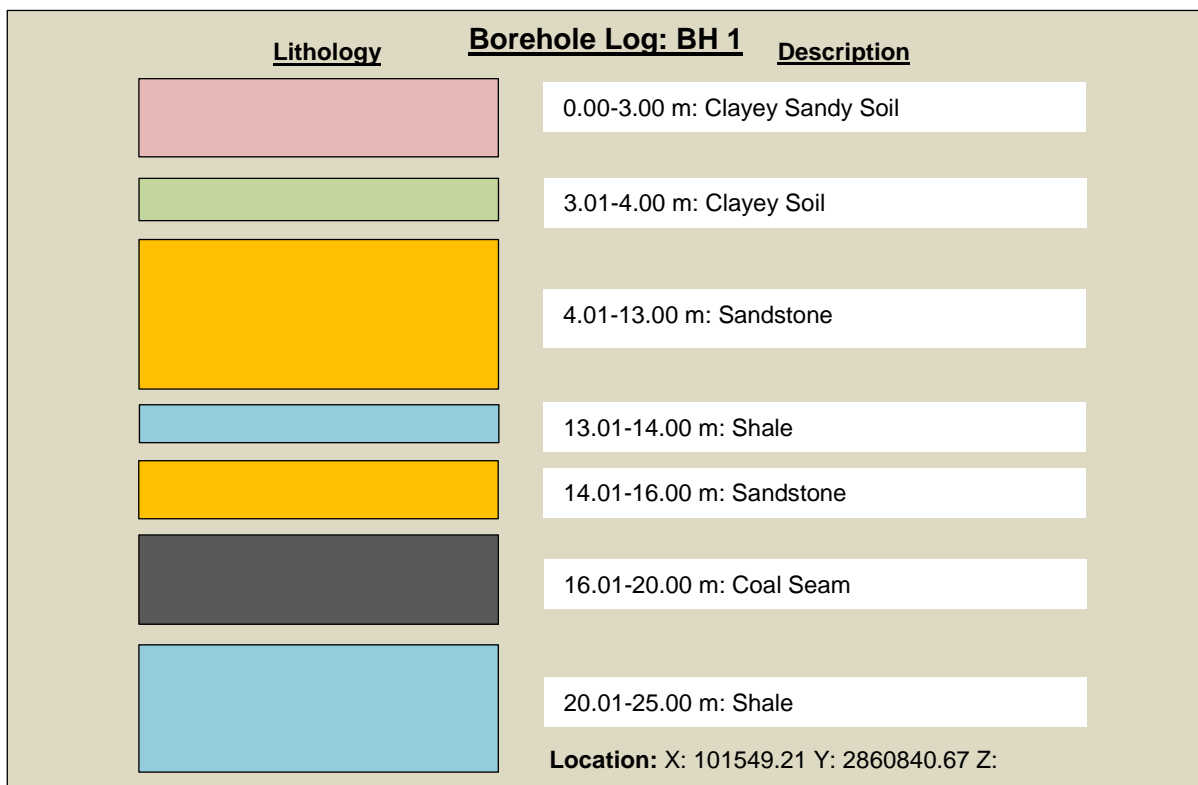 Borehole Log: BH 1
Lithology
Description
0.00-3.00 m: Clayey Sandy Soil
3.01-4.00 m: Clayey Soil
4.01-13.00 m: Sandstone
13.01-14.00 m: Shale
14.01-16.00 m: Sandstone
16.01-20.00 m: Coal Seam
20.01-25.00 m: Shale
Location: X: 101549.21 Y: 2860840.67 Z: